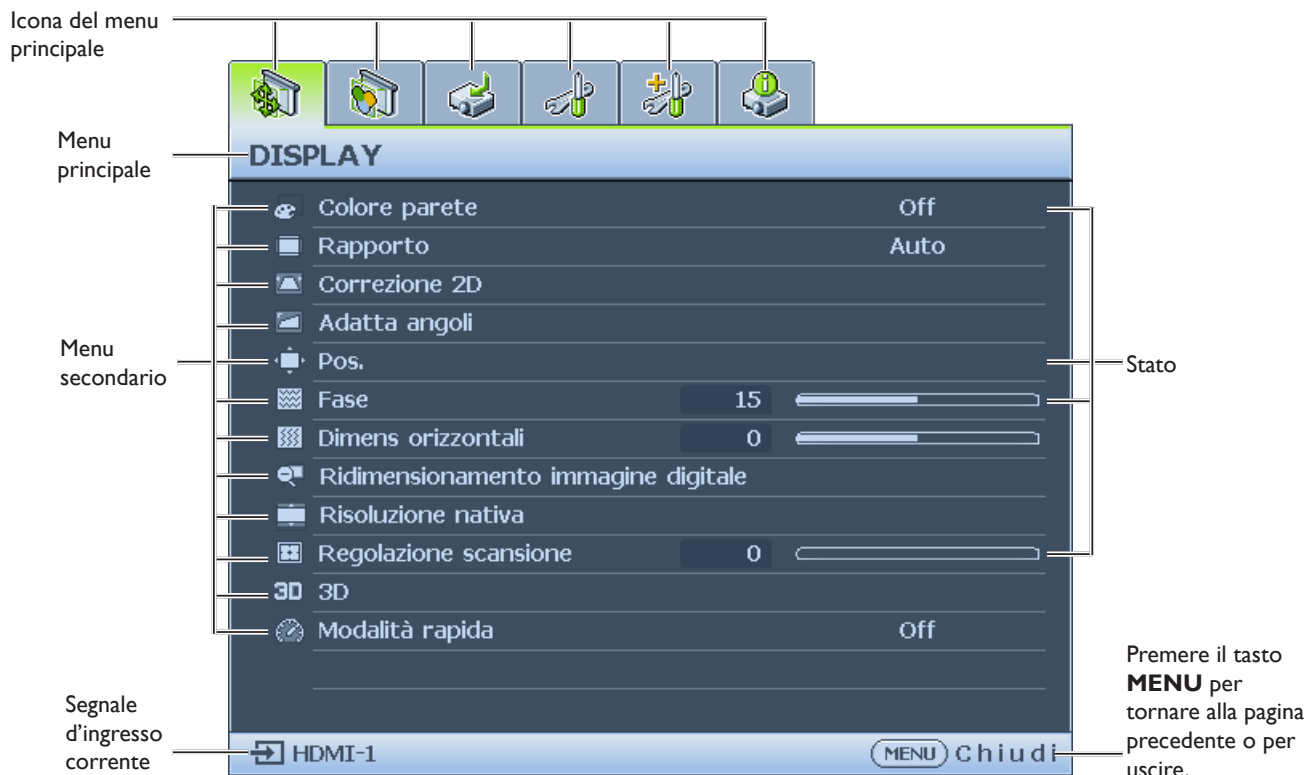 Icona del menu
principale
Menu
principale
DISPLAY
Colore parete Off
Rapporto Auto
Correzione 2D
Adatta angoli
Menu
secondario
Pos.
Stato
Fase 15
Dimens orizzontali 0
Ridimensionamento immagine digitale
Risoluzione nativa
Regolazione scansione 0
3D 3D
Modalità rapida Off
Segnale
d’ingresso
corrente
HDMI-1
MENU Chiudi
Premere il tasto
MENU per
tornare alla pagina
precedente o per
uscire.